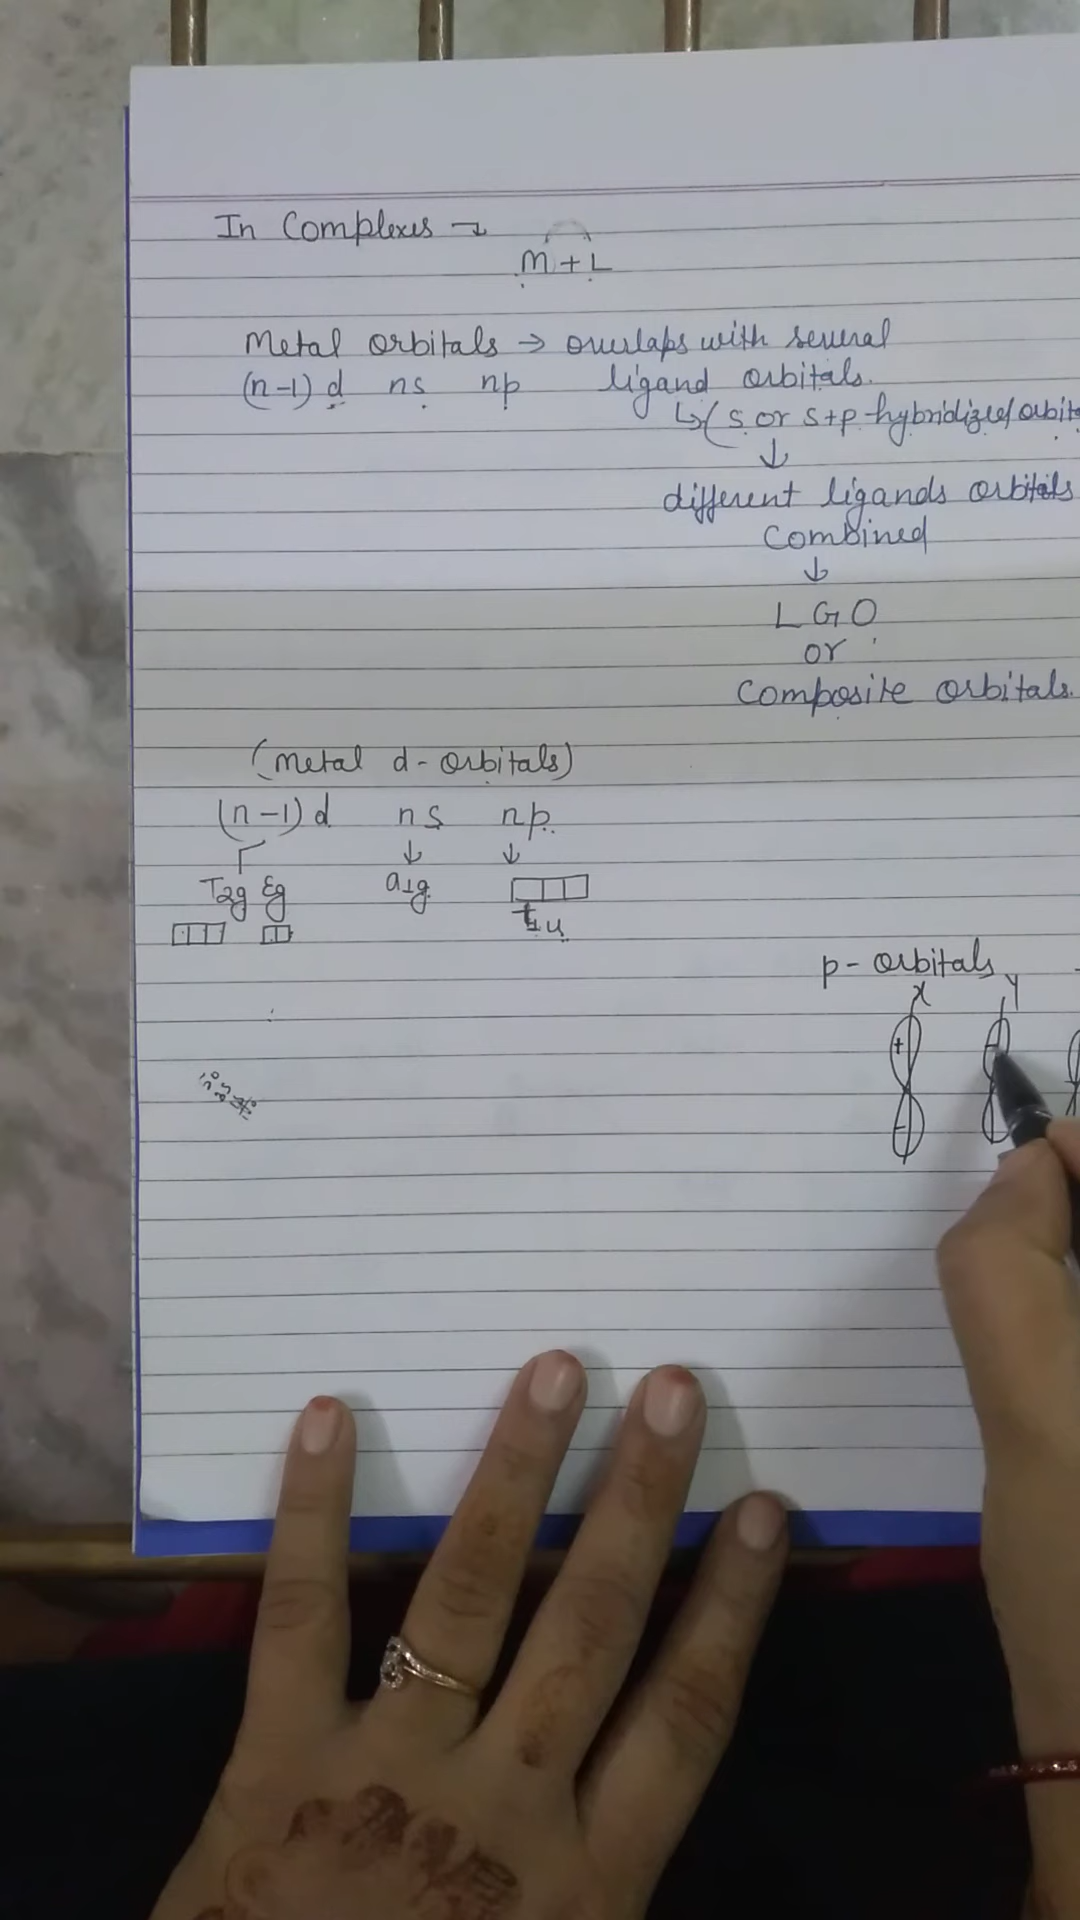 In Complexes →
M + L
Metal orbitals → overlaps with several
(n-1) d ns np ligand orbitals.
↳ (s or s+p-hybridized orbita
↓
different ligands orbitals
Combined
↓
LGO
or
Composite orbitals.
(Metal d-orbitals)
(n-1) d ns np
↓ ↓
T2g Eg a1g
t1u
p-orbitals
x y
+ -
-